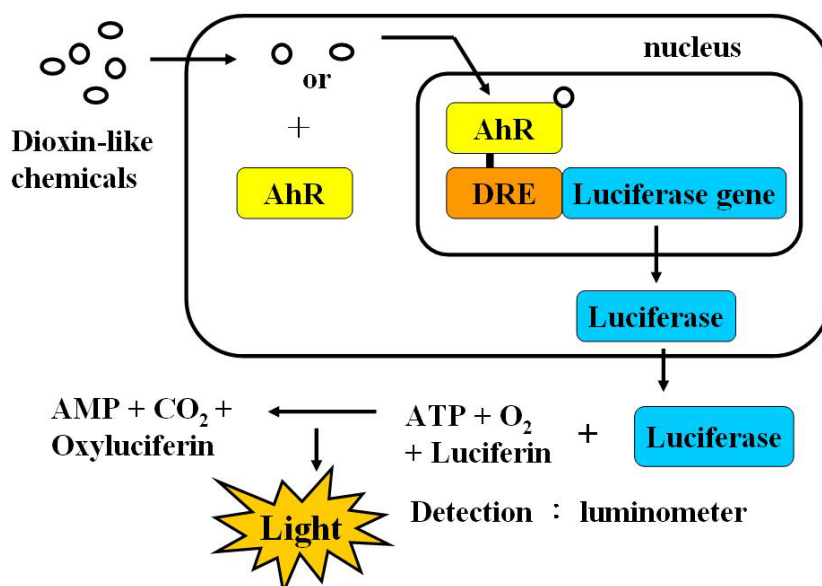 nucleus
or
+
AhR
Dioxin-like
chemicals
AhR
DRE
Luciferase gene
Luciferase
AMP + CO₂ +
Oxyluciferin
ATP + O₂
+ Luciferin
+
Luciferase
Light
Detection : luminometer